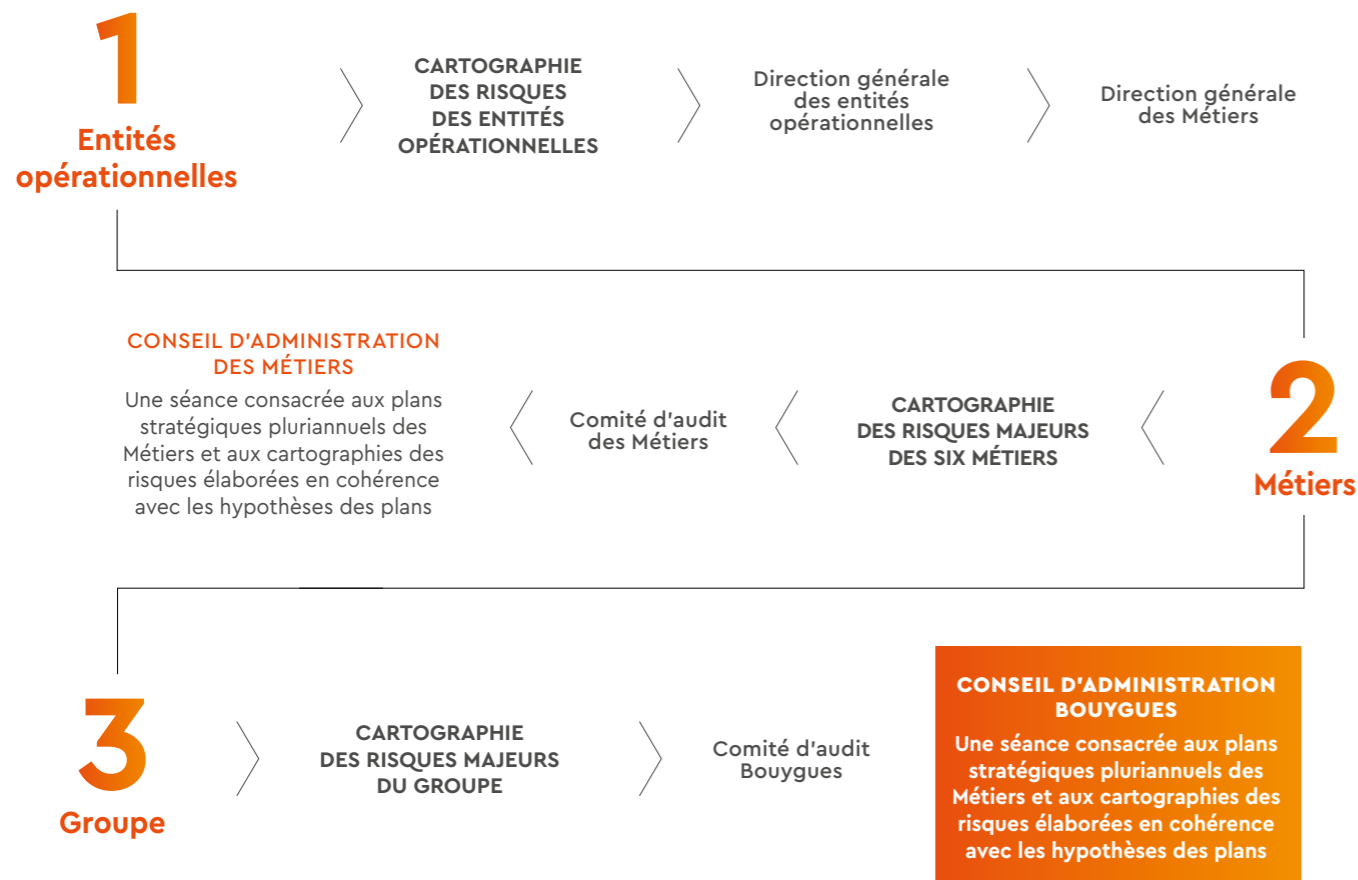 1
Entités
opérationnelles
CARTOGRAPHIE
DES RISQUES
DES ENTITÉS
OPÉRATIONNELLES
Direction générale
des entités
opérationnelles
Direction générale
des Métiers
2
Métiers
CARTOGRAPHIE
DES RISQUES MAJEURS
DES SIX MÉTIERS
Comité d'audit
des Métiers
CONSEIL D'ADMINISTRATION
DES MÉTIERS
Une séance consacrée aux plans
stratégiques pluriannuels des
Métiers et aux cartographies des
risques élaborées en cohérence
avec les hypothèses des plans
3
Groupe
CARTOGRAPHIE
DES RISQUES MAJEURS
DU GROUPE
Comité d'audit
Bouygues
CONSEIL D'ADMINISTRATION
BOUYGUES
Une séance consacrée aux plans
stratégiques pluriannuels des
Métiers et aux cartographies des
risques élaborées en cohérence
avec les hypothèses des plans